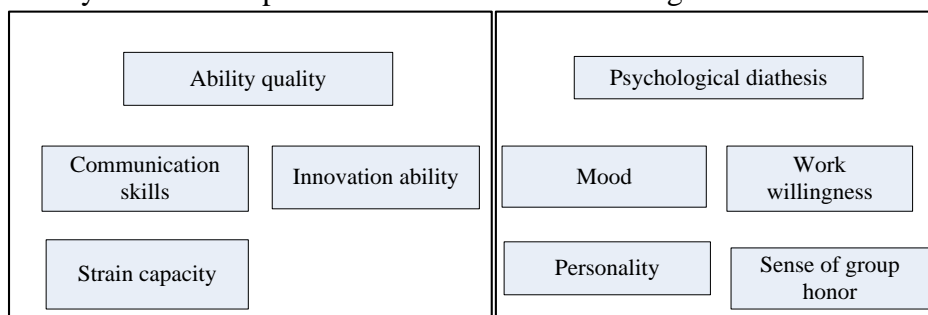 Ability quality
Communication
skills
Innovation ability
Strain capacity
Psychological diathesis
Mood
Work
willingness
Personality
Sense of group
honor